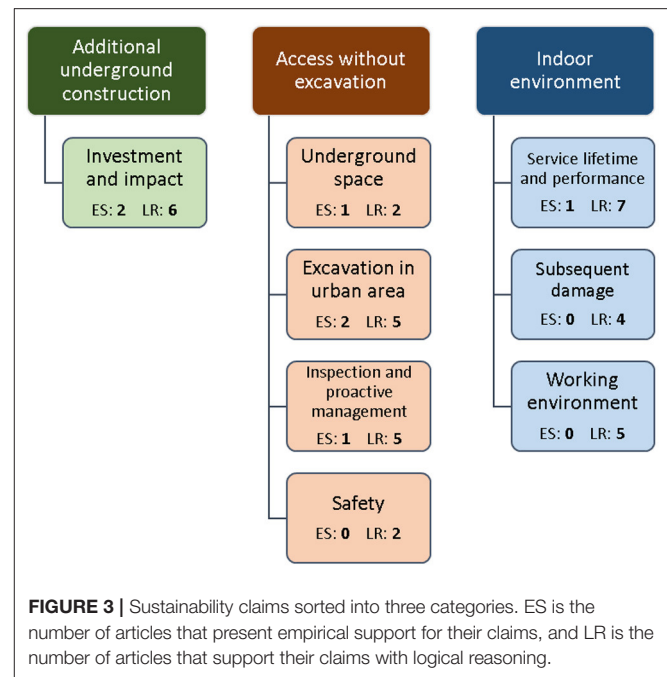 Additional
underground
construction
Investment
and impact
ES: 2 LR: 6
Access without
excavation
Underground
space
ES: 1 LR: 2
Excavation in
urban area
ES: 2 LR: 5
Inspection and
proactive
management
ES: 1 LR: 5
Safety
ES: 0 LR: 2
Indoor
environment
Service lifetime
and performance
ES: 1 LR: 7
Subsequent
damage
ES: 0 LR: 4
Working
environment
ES: 0 LR: 5
FIGURE 3 | Sustainability claims sorted into three categories. ES is the
number of articles that present empirical support for their claims, and LR is the
number of articles that support their claims with logical reasoning.